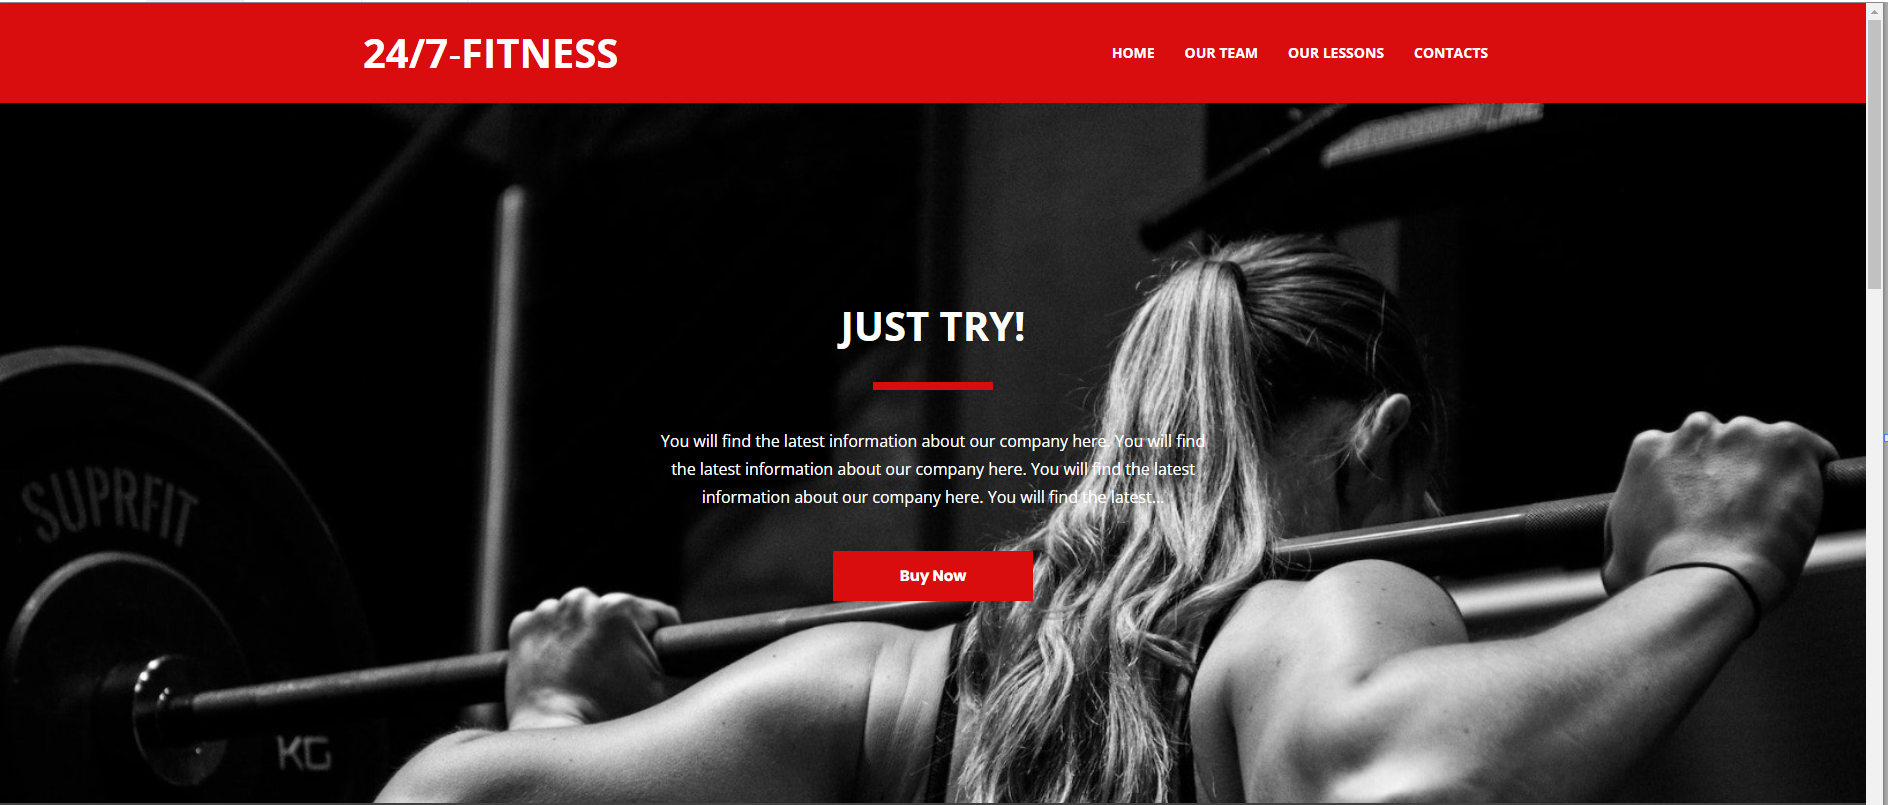 24/7-FITNESS
HOME OUR TEAM OUR LESSONS CONTACTS
JUST TRY!
You will find the latest information about our company here. You will find
the latest information about our company here. You will find the latest
information about our company here. You will find the latest...
Buy Now
SUPRFIT
KG